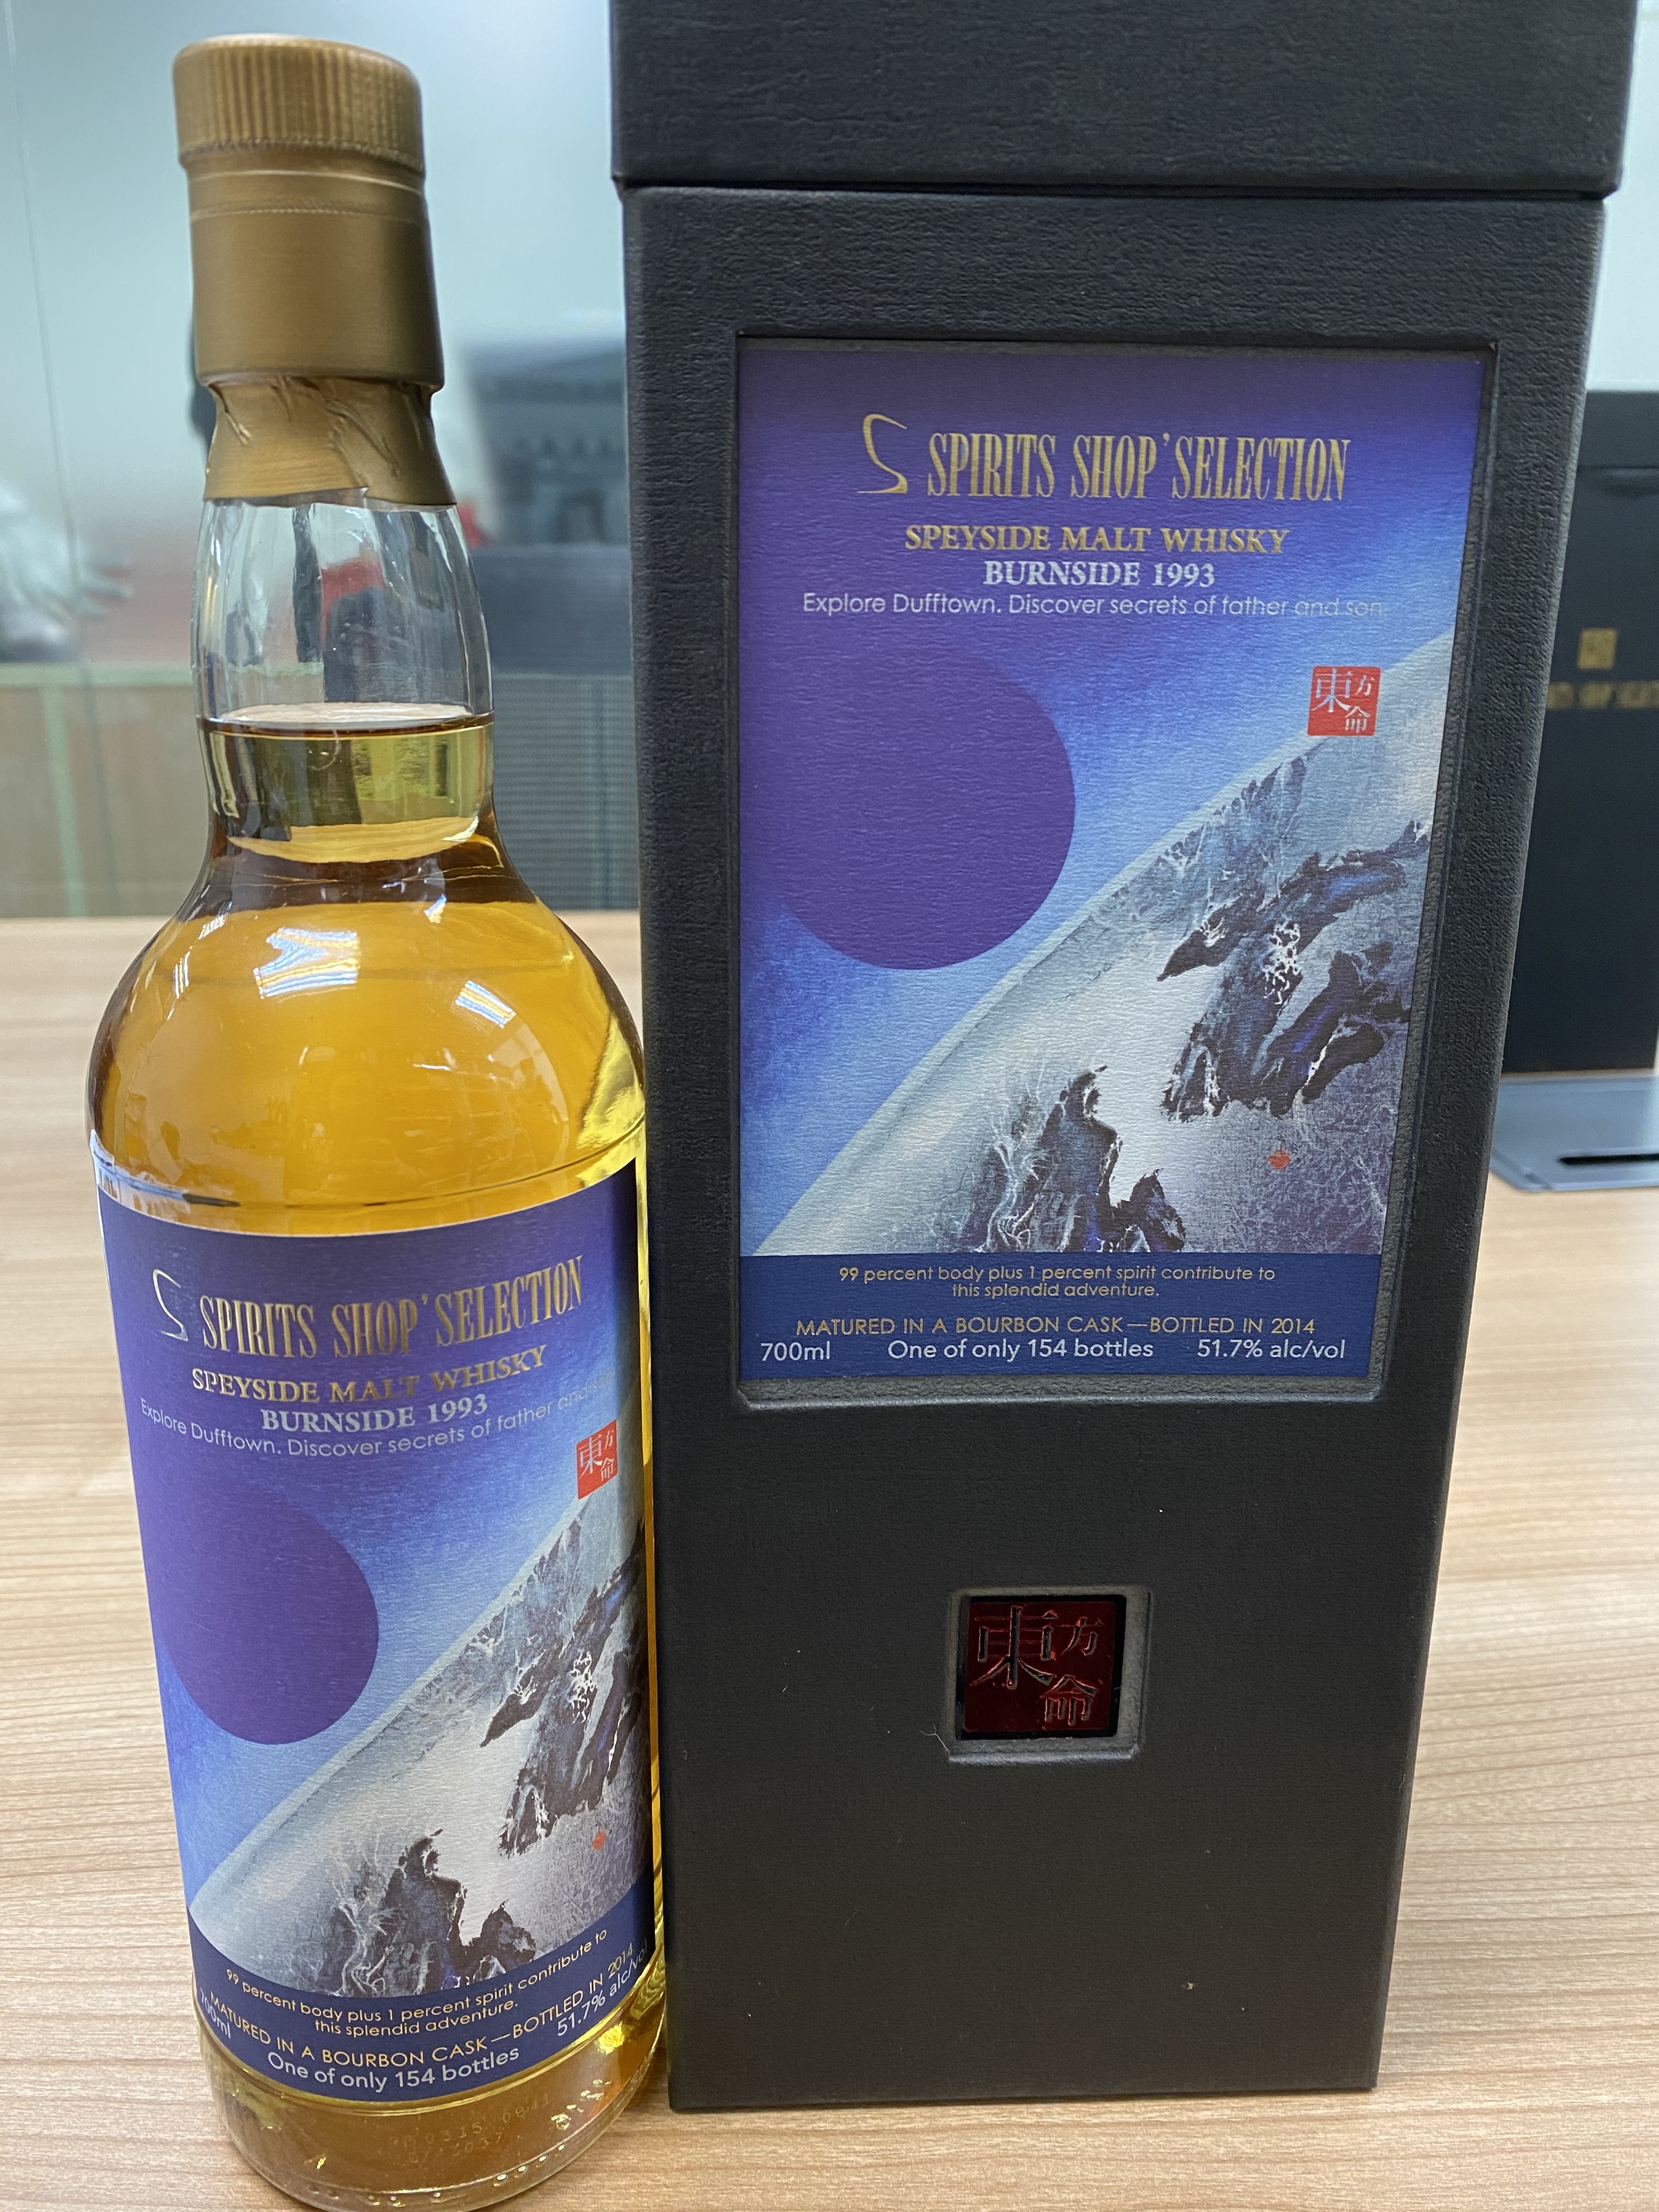 SPIRITS SHOP' SELECTION
SPEYSIDE MALT WHISKY
BURNSIDE 1993
Explore Dufftown. Discover secrets of father and son.
東方命
99 percent body plus 1 percent spirit contribute to
this splendid adventure.
MATURED IN A BOURBON CASK—BOTTLED IN 2014
700ml One of only 154 bottles 51.7% alc/vol
東方命
SPIRITS SHOP' SELECTION
SPEYSIDE MALT WHISKY
BURNSIDE 1993
Explore Dufftown. Discover secrets of father
東方命
99 percent body plus 1 percent spirit contribute to
this splendid adventure.
MATURED IN A BOURBON CASK—BOTTLED IN 2014
700ml One of only 154 bottles 51.7% alc/vol